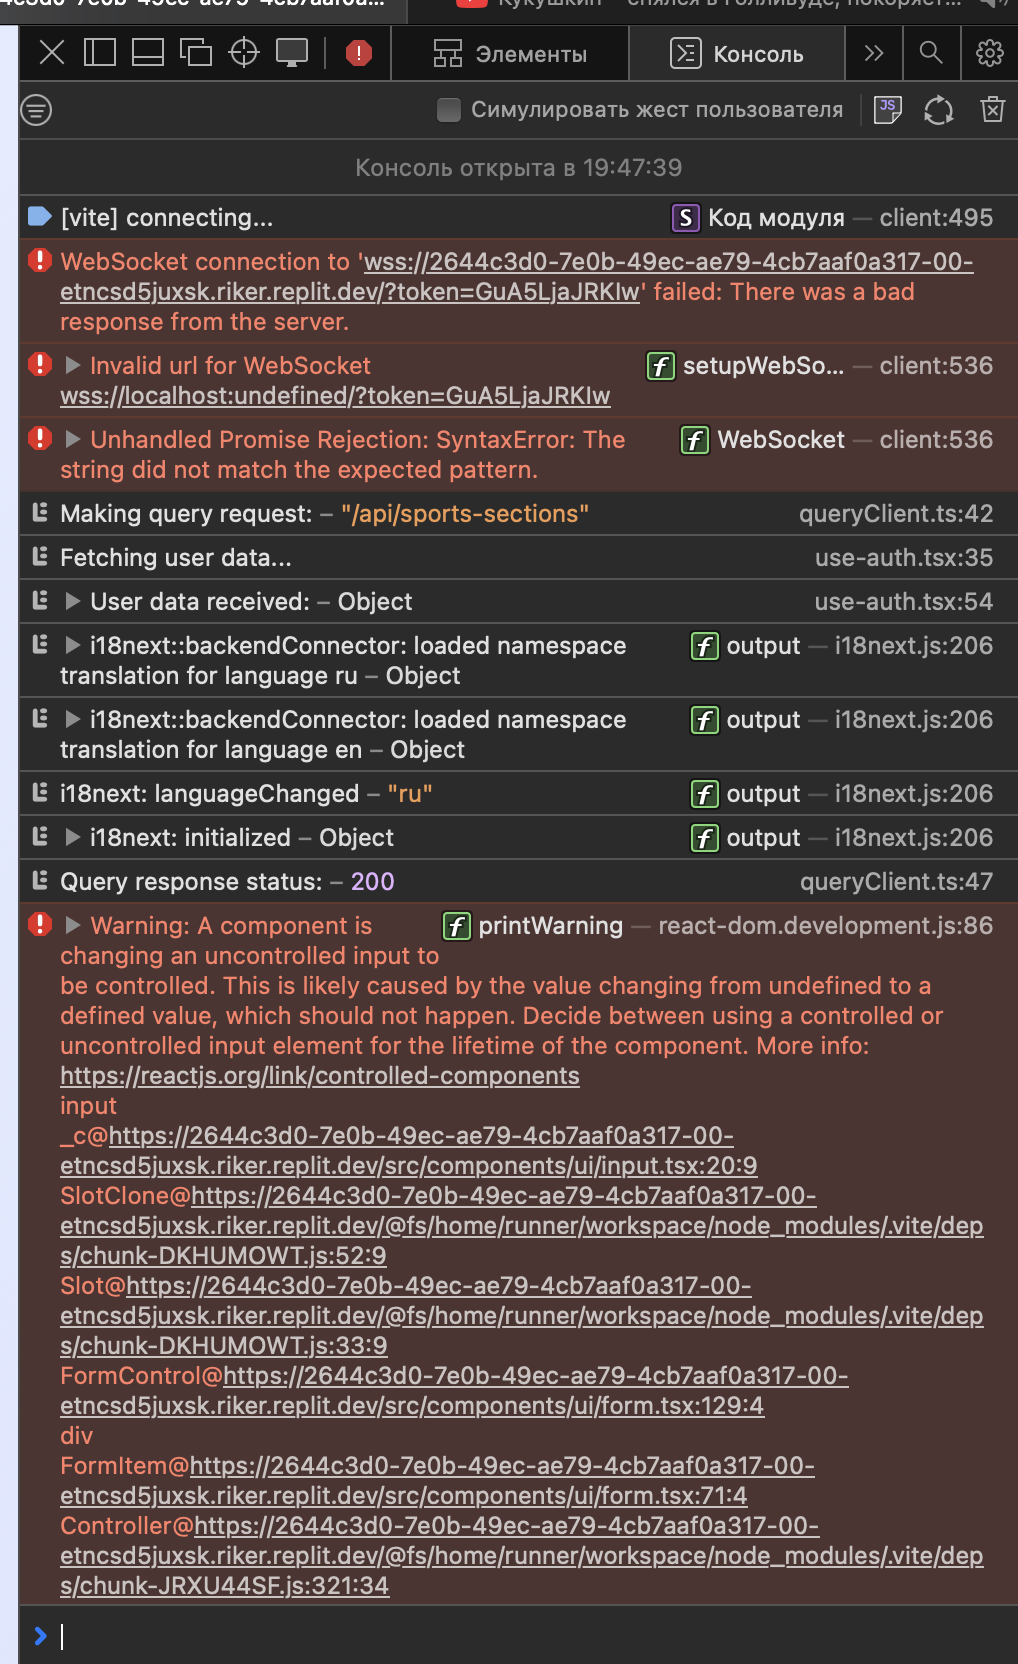 Элементы
Консоль
Симулировать жест пользователя
JS
Консоль открыта в 19:47:39
[vite] connecting...
S Код модуля — client:495
WebSocket connection to 'wss://2644c3d0-7e0b-49ec-ae79-4cb7aaf0a317-00-
etncsd5juxsk.riker.replit.dev/?token=GuA5LjaJRKlw' failed: There was a bad
response from the server.
Invalid url for WebSocket
f setupWebSo... — client:536
wss://localhost:undefined/?token=GuA5LjaJRKlw
Unhandled Promise Rejection: SyntaxError: The
f WebSocket — client:536
string did not match the expected pattern.
Making query request: – "/api/sports-sections"
queryClient.ts:42
Fetching user data...
use-auth.tsx:35
User data received: – Object
use-auth.tsx:54
i18next::backendConnector: loaded namespace
f output — i18next.js:206
translation for language ru – Object
i18next::backendConnector: loaded namespace
f output — i18next.js:206
translation for language en – Object
i18next: languageChanged – "ru"
f output — i18next.js:206
i18next: initialized – Object
f output — i18next.js:206
Query response status: – 200
queryClient.ts:47
Warning: A component is
f printWarning — react-dom.development.js:86
changing an uncontrolled input to
be controlled. This is likely caused by the value changing from undefined to a
defined value, which should not happen. Decide between using a controlled or
uncontrolled input element for the lifetime of the component. More info:
https://reactjs.org/link/controlled-components
input
_c@https://2644c3d0-7e0b-49ec-ae79-4cb7aaf0a317-00-
etncsd5juxsk.riker.replit.dev/src/components/ui/input.tsx:20:9
SlotClone@https://2644c3d0-7e0b-49ec-ae79-4cb7aaf0a317-00-
etncsd5juxsk.riker.replit.dev/@fs/home/runner/workspace/node_modules/.vite/dep
s/chunk-DKHUMOWT.js:52:9
Slot@https://2644c3d0-7e0b-49ec-ae79-4cb7aaf0a317-00-
etncsd5juxsk.riker.replit.dev/@fs/home/runner/workspace/node_modules/.vite/dep
s/chunk-DKHUMOWT.js:33:9
FormControl@https://2644c3d0-7e0b-49ec-ae79-4cb7aaf0a317-00-
etncsd5juxsk.riker.replit.dev/src/components/ui/form.tsx:129:4
div
FormItem@https://2644c3d0-7e0b-49ec-ae79-4cb7aaf0a317-00-
etncsd5juxsk.riker.replit.dev/src/components/ui/form.tsx:71:4
Controller@https://2644c3d0-7e0b-49ec-ae79-4cb7aaf0a317-00-
etncsd5juxsk.riker.replit.dev/@fs/home/runner/workspace/node_modules/.vite/dep
s/chunk-JRXU44SF.js:321:34